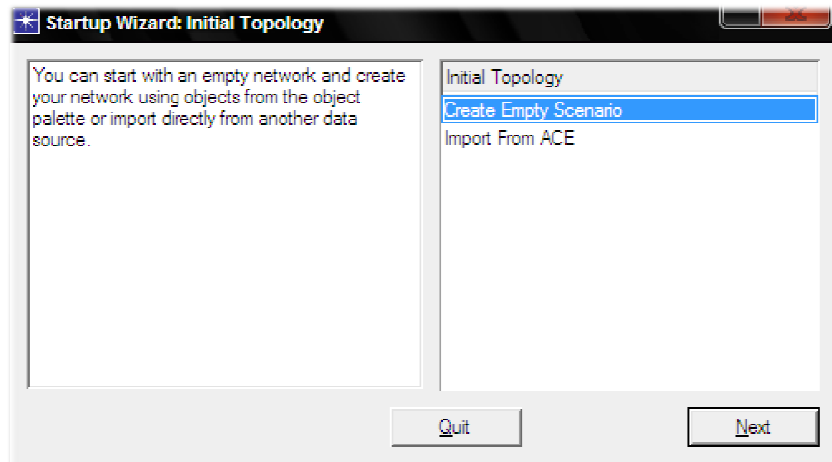 Startup Wizard: Initial Topology
You can start with an empty network and create
your network using objects from the object
palette or import directly from another data
source.
Initial Topology
Create Empty Scenario
Import From ACE
Quit
Next